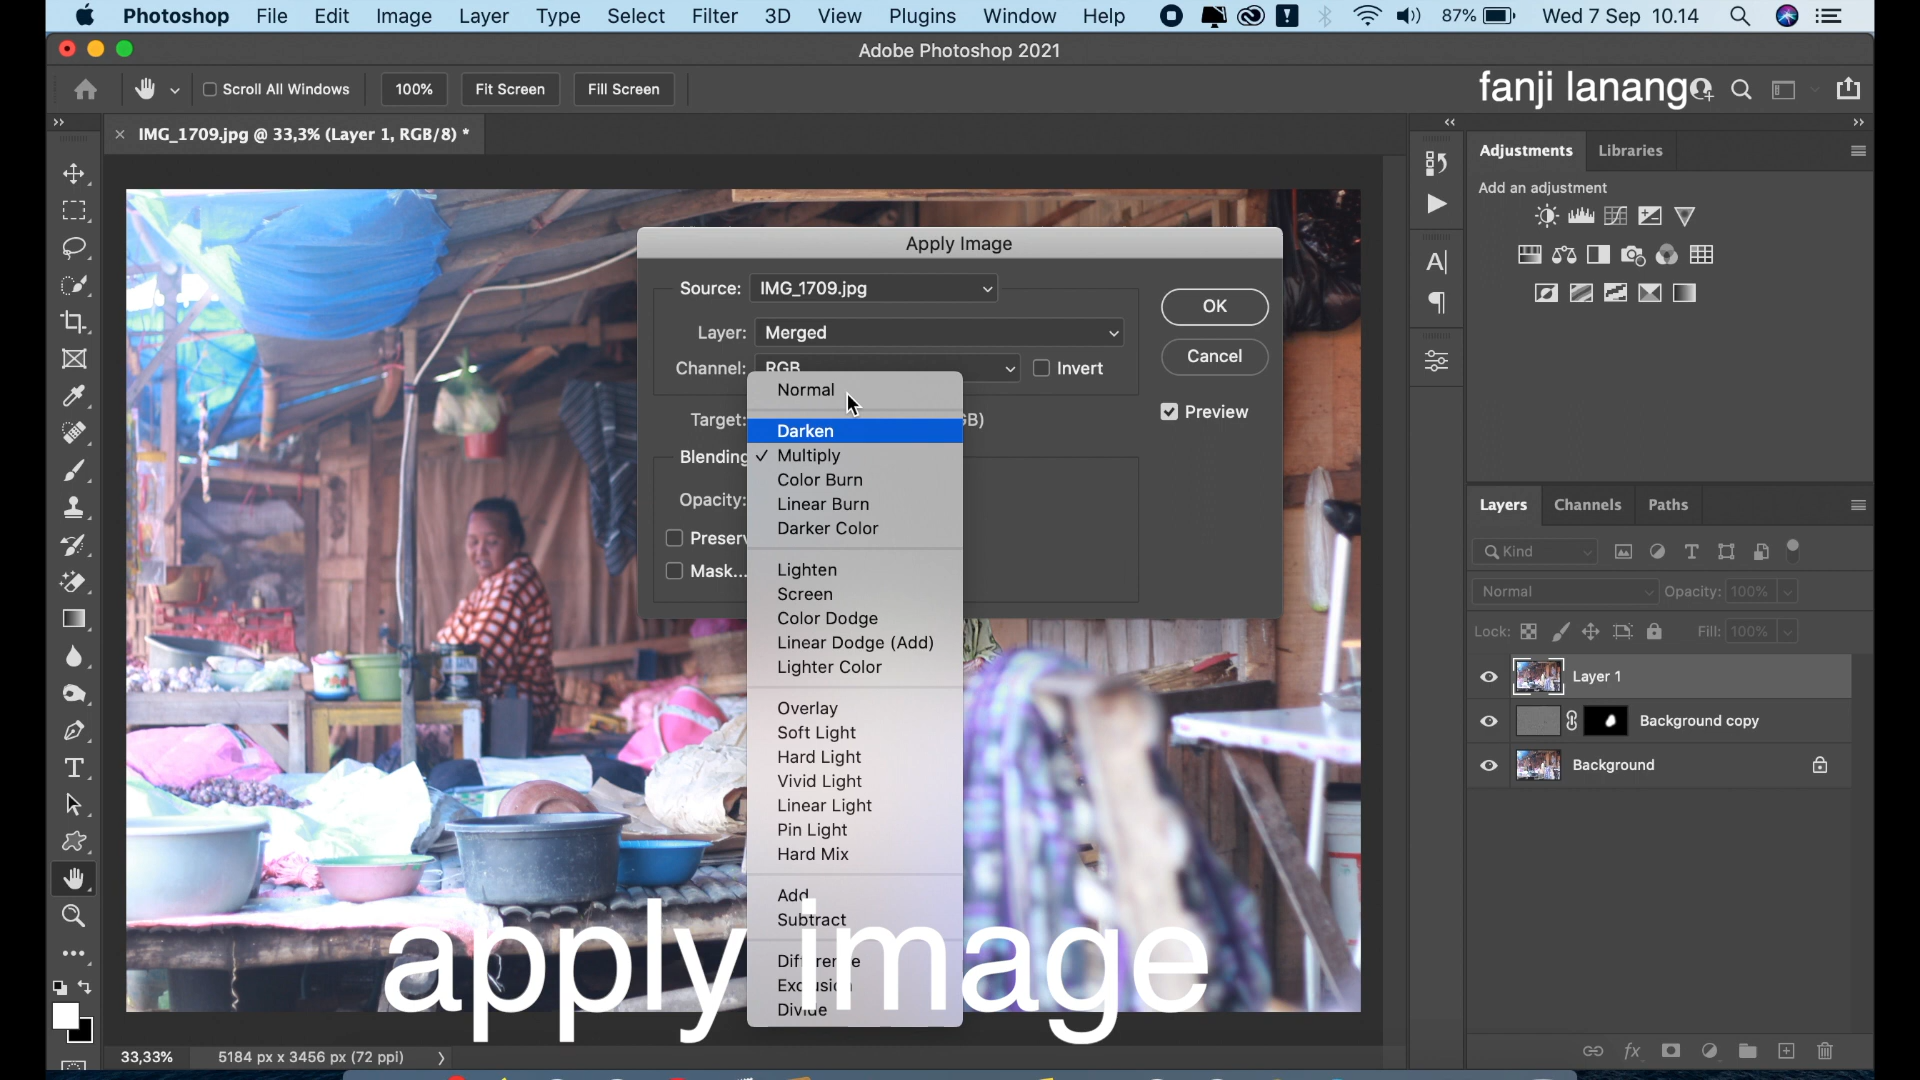 Photoshop File Edit Image Layer Type Select Filter 3D View Plugins Window Help 87% Wed 7 Sep 10.14
Adobe Photoshop 2021
Scroll All Windows 100% Fit Screen Fill Screen
fanji lanang
IMG_1709.jpg @ 33,3% (Layer 1, RGB/8) *
Adjustments Libraries
Add an adjustment
Apply Image
Source: IMG_1709.jpg
OK
Layer: Merged
Cancel
Channel: RGB
Invert
Preview
Target: GB)
Blending
Opacity:
Preserv
Mask...
Normal
Darken
✓ Multiply
Color Burn
Linear Burn
Darker Color
Lighten
Screen
Color Dodge
Linear Dodge (Add)
Lighter Color
Overlay
Soft Light
Hard Light
Vivid Light
Linear Light
Pin Light
Hard Mix
Add
Subtract
Difference
Exclusion
Divide
apply image
Layers Channels Paths
Kind
Normal Opacity: 100%
Lock: Fill: 100%
Layer 1
Background copy
Background
33,33% 5184 px x 3456 px (72 ppi)